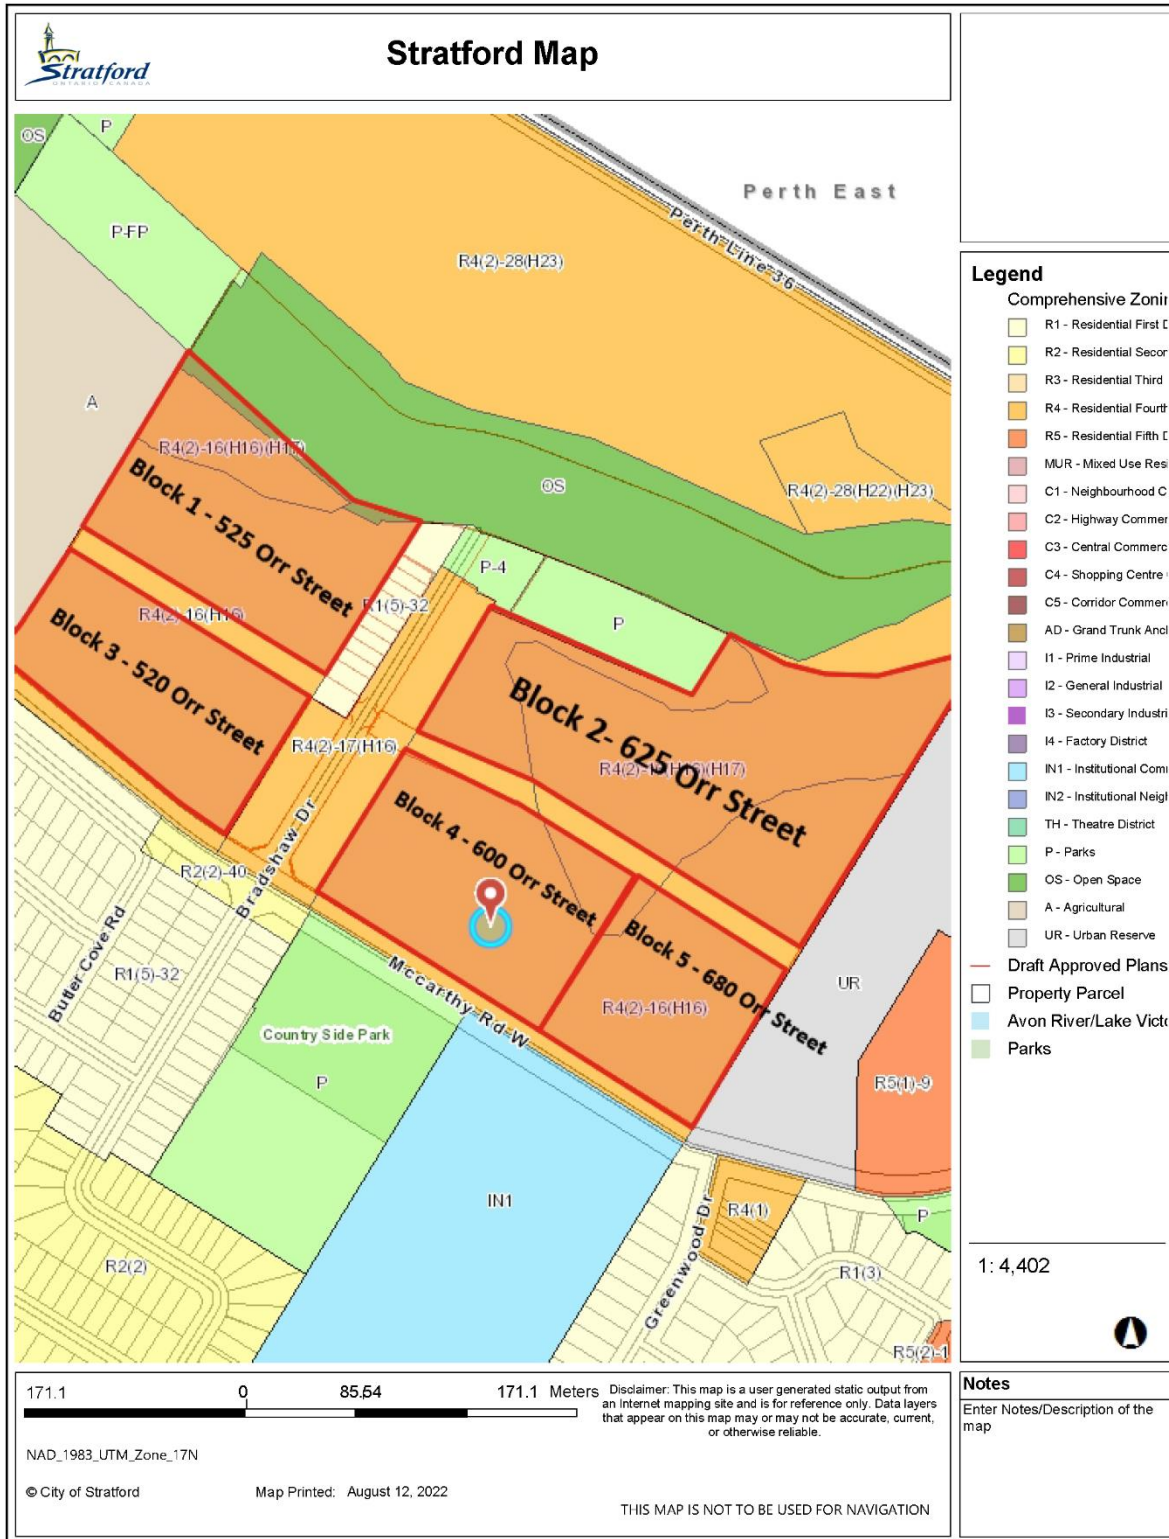 Stratford
ONTARIO CANADA
Stratford Map
OS
P
P-FP
Perth East
Perth Line 36
R4(2)-28(H23)
A
R4(2)-16(H16)(H17)
Block 1 - 525 Orr Street
OS
R4(2)-28(H22)(H23)
P-4
P
R1(5)-32
R4(2)-16(H16)
Block 3 - 520 Orr Street
Block 2- 625 Orr Street
R4(2)-17(H16)
Block 4 - 600 Orr Street
Block 5 - 680 Orr Street
R4(2)-16(H16)
R2(2)-40
Bradshaw Dr
Butler Cove Rd
R1(5)-32
Mccarthy Rd W
Country Side Park
P
UR
R5(1)-9
IN1
R4(1)
P
Greenwood Dr
R2(2)
R1(3)
R5(2)-1
Legend
Comprehensive Zonin
R1 - Residential First
R2 - Residential Secon
R3 - Residential Third
R4 - Residential Fourth
R5 - Residential Fifth
MUR - Mixed Use Resi
C1 - Neighbourhood C
C2 - Highway Commer
C3 - Central Commerc
C4 - Shopping Centre
C5 - Corridor Commer
AD - Grand Trunk Anci
I1 - Prime Industrial
I2 - General Industrial
I3 - Secondary Industri
I4 - Factory District
IN1 - Institutional Com
IN2 - Institutional Neigh
TH - Theatre District
P - Parks
OS - Open Space
A - Agricultural
UR - Urban Reserve
Draft Approved Plans
Property Parcel
Avon River/Lake Victo
Parks
1: 4,402
171.1 0 85.54 171.1 Meters
NAD_1983_UTM_Zone_17N
© City of Stratford
Map Printed: August 12, 2022
Disclaimer: This map is a user generated static output from
an Internet mapping site and is for reference only. Data layers
that appear on this map may or may not be accurate, current,
or otherwise reliable.
THIS MAP IS NOT TO BE USED FOR NAVIGATION
Notes
Enter Notes/Description of the
map